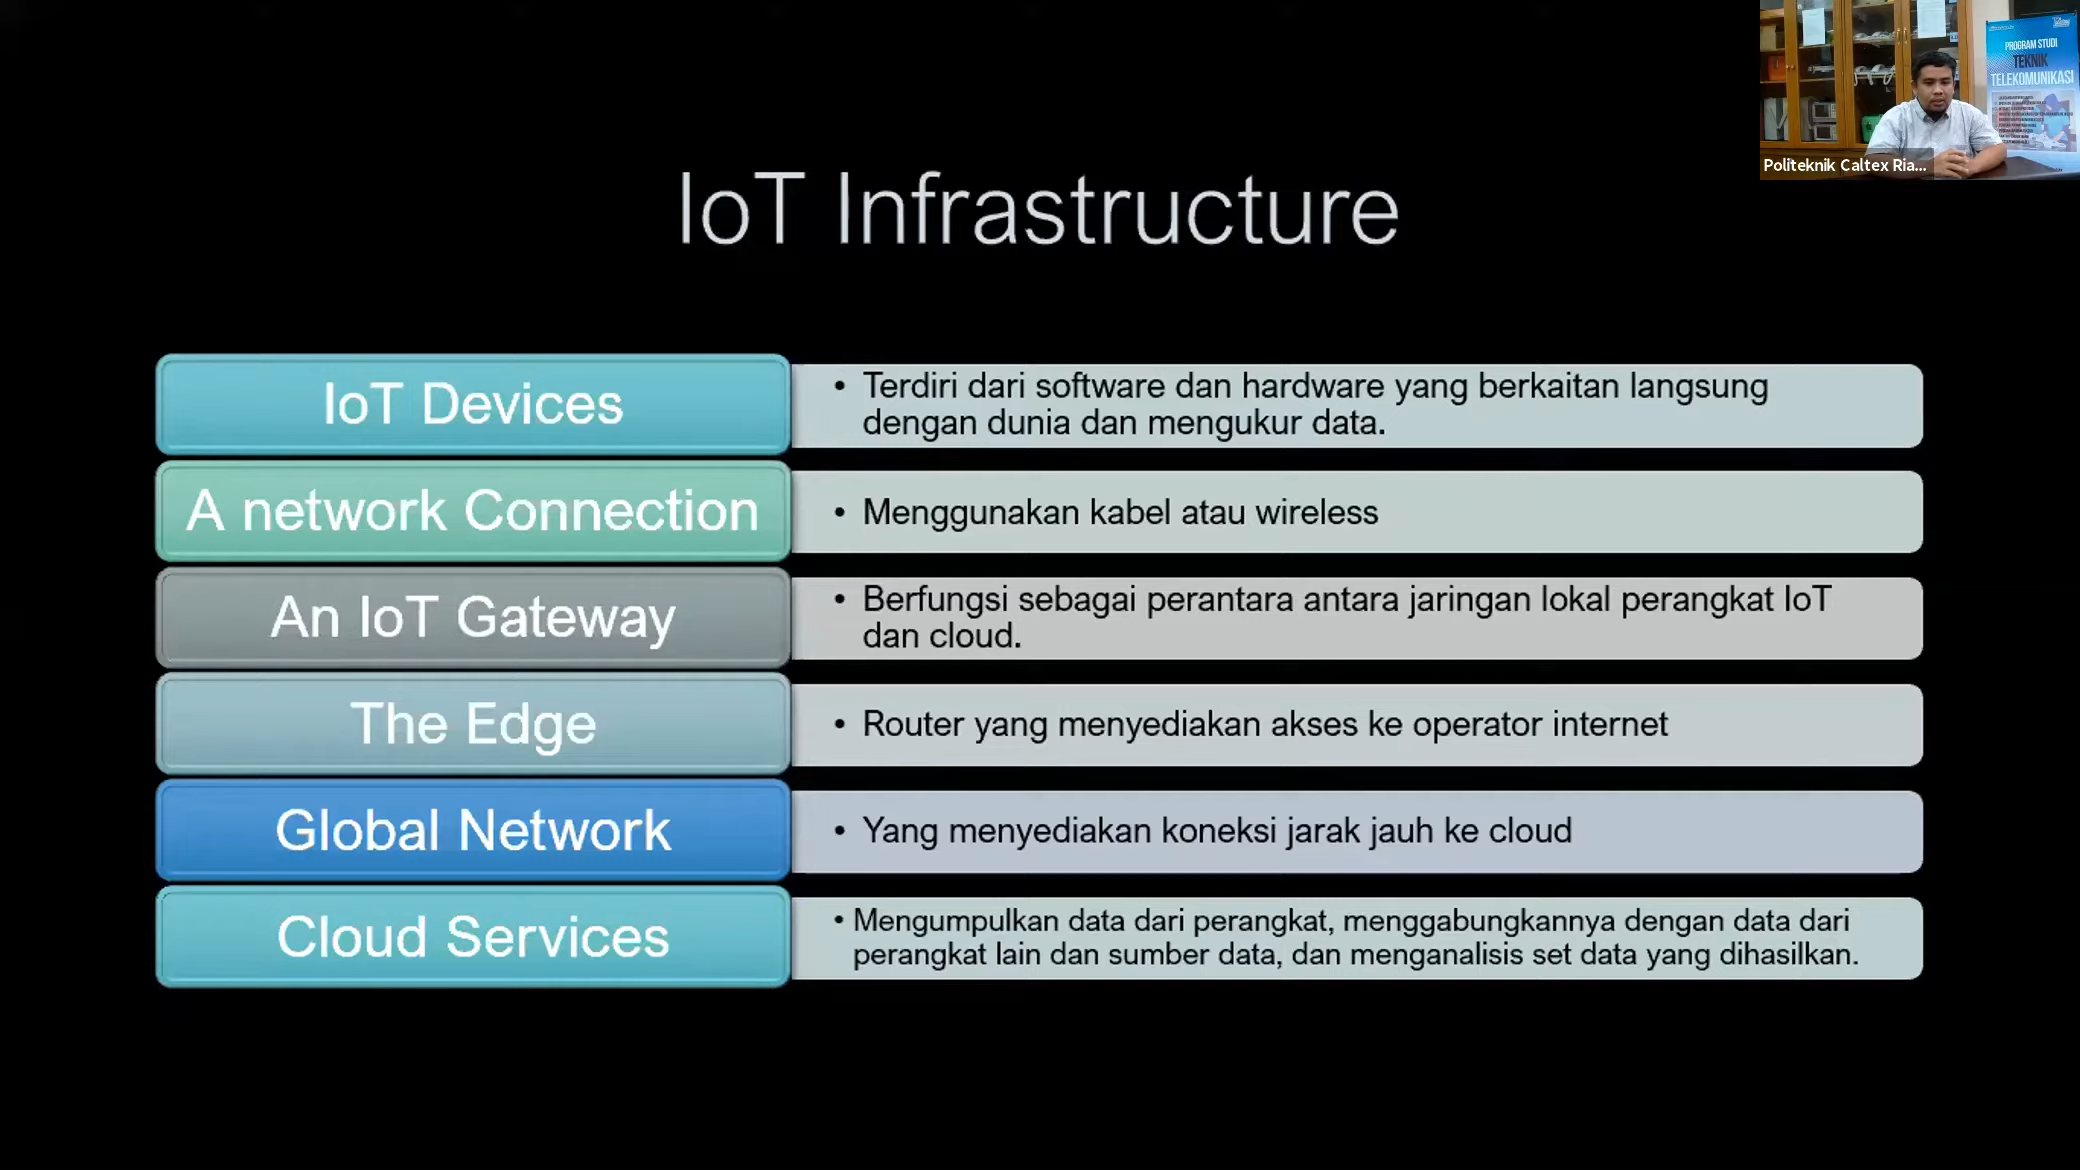 PROGRAM STUDI
TEKNIK
TELEKOMUNIKASI
Politeknik Caltex Ria...
IoT Infrastructure
IoT Devices
• Terdiri dari software dan hardware yang berkaitan langsung
dengan dunia dan mengukur data.
A network Connection
• Menggunakan kabel atau wireless
An IoT Gateway
• Berfungsi sebagai perantara antara jaringan lokal perangkat IoT
dan cloud.
The Edge
• Router yang menyediakan akses ke operator internet
Global Network
• Yang menyediakan koneksi jarak jauh ke cloud
Cloud Services
• Mengumpulkan data dari perangkat, menggabungkannya dengan data dari
perangkat lain dan sumber data, dan menganalisis set data yang dihasilkan.